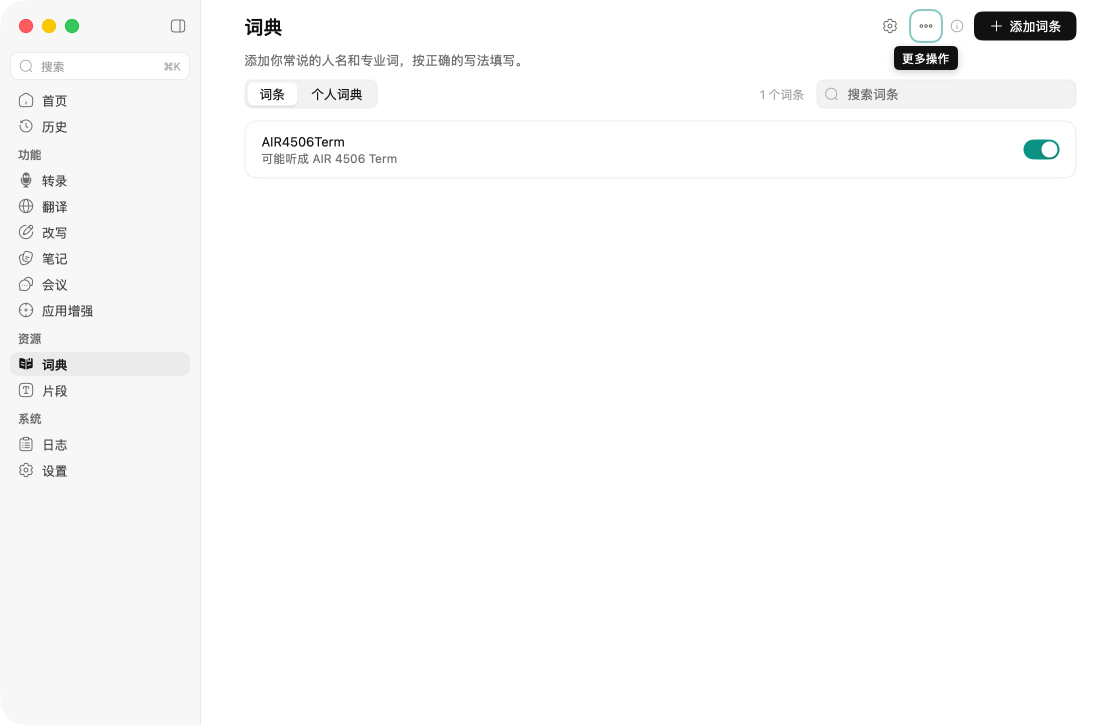 搜索 ⌘K
首页
历史
功能
转录
翻译
改写
笔记
会议
应用增强
资源
词典
片段
系统
日志
设置
词典
添加词条
更多操作
添加你常说的人名和专业词，按正确的写法填写。
词条 个人词典
1 个词条
搜索词条
AIR4506Term
可能听成 AIR 4506 Term